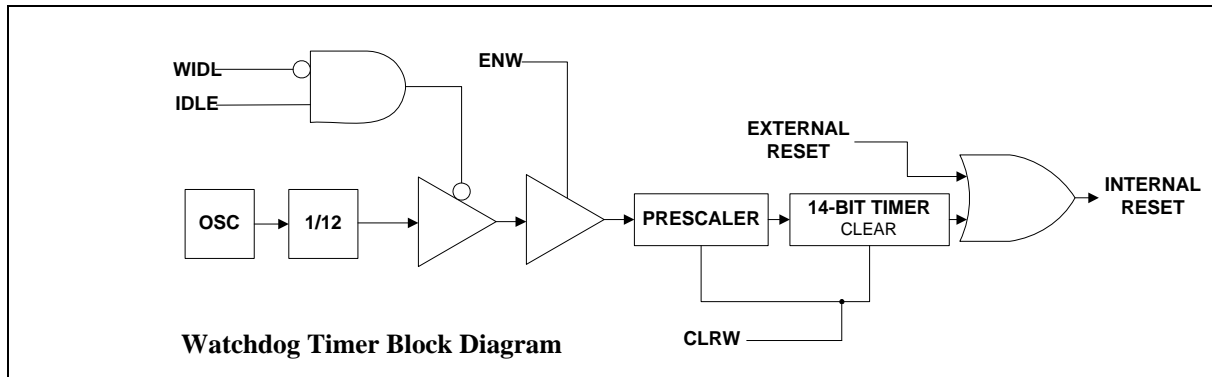 WIDL
IDLE
ENW
EXTERNAL
RESET
INTERNAL
RESET
OSC
1/12
PRESCALER
14-BIT TIMER
CLEAR
CLRW
Watchdog Timer Block Diagram